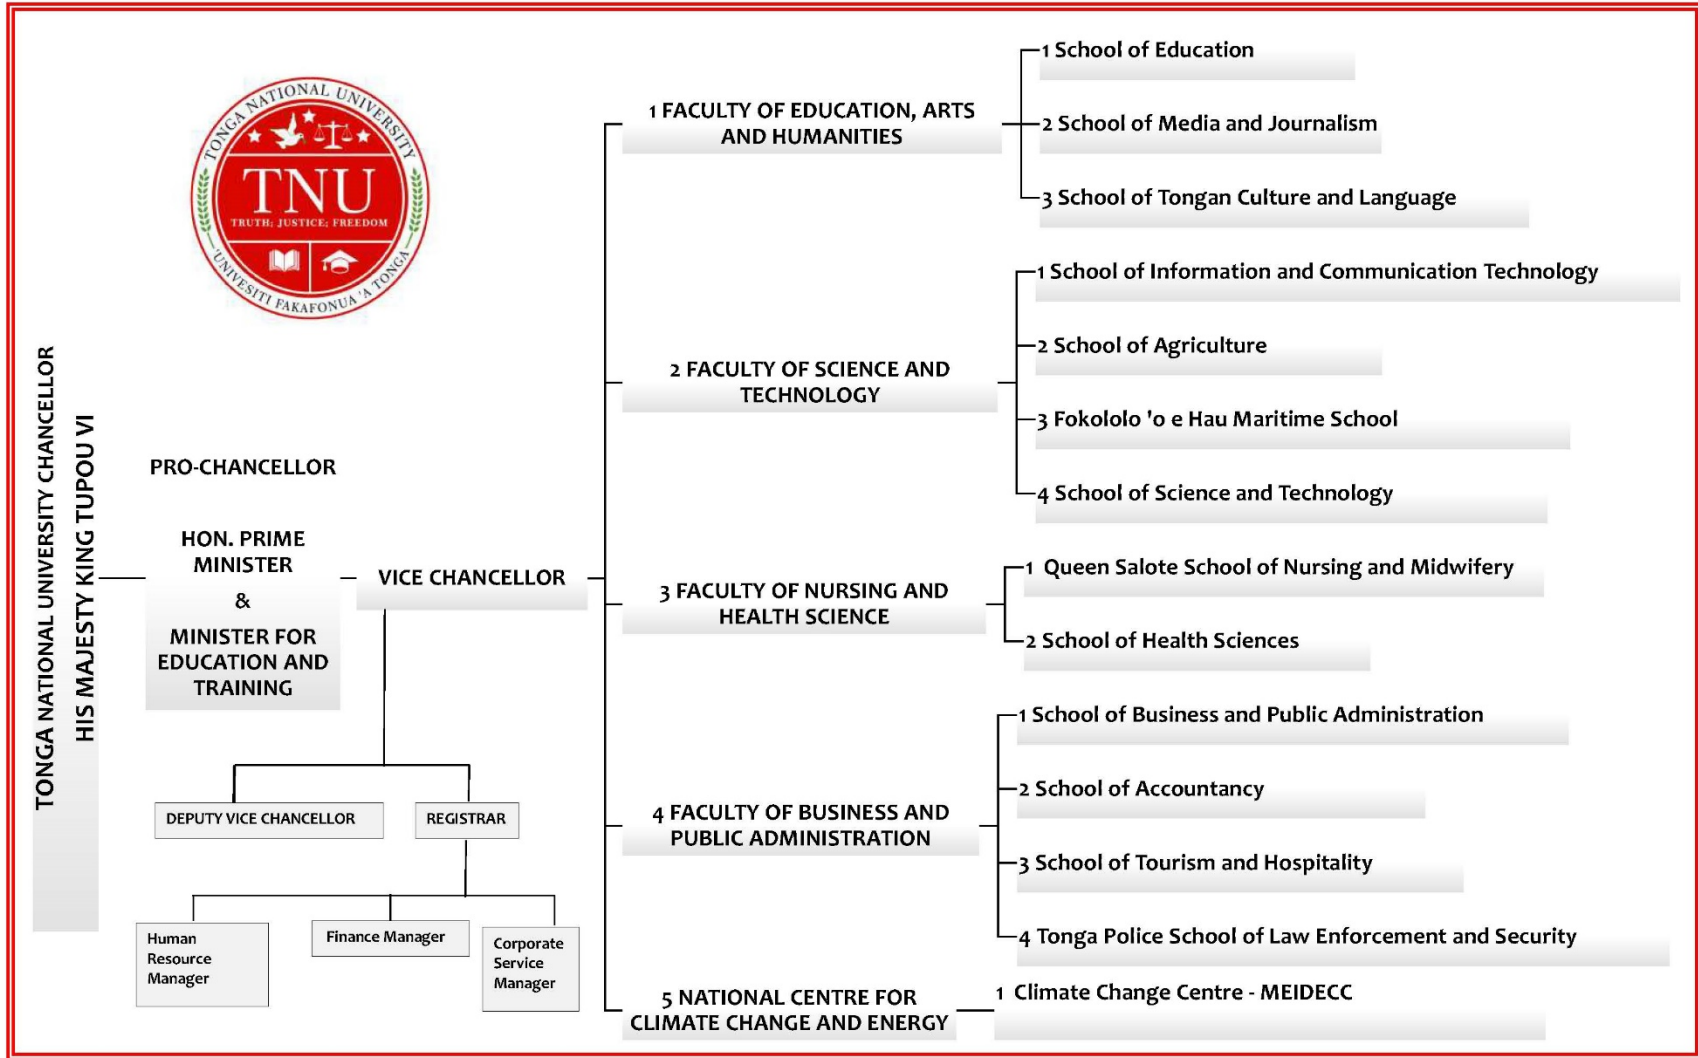 TONGA NATIONAL UNIVERSITY
TNU
TRUTH; JUSTICE; FREEDOM
'UNIVESITI FAKAFONUA 'A TONGA
TONGA NATIONAL UNIVERSITY CHANCELLOR
HIS MAJESTY KING TUPOU VI
PRO-CHANCELLOR
HON. PRIME
MINISTER
&
MINISTER FOR
EDUCATION AND
TRAINING
VICE CHANCELLOR
DEPUTY VICE CHANCELLOR
REGISTRAR
Human
Resource
Manager
Finance Manager
Corporate
Service
Manager
1 FACULTY OF EDUCATION, ARTS
AND HUMANITIES
1 School of Education
2 School of Media and Journalism
3 School of Tongan Culture and Language
2 FACULTY OF SCIENCE AND
TECHNOLOGY
1 School of Information and Communication Technology
2 School of Agriculture
3 Fokololo 'o e Hau Maritime School
4 School of Science and Technology
3 FACULTY OF NURSING AND
HEALTH SCIENCE
1 Queen Salote School of Nursing and Midwifery
2 School of Health Sciences
4 FACULTY OF BUSINESS AND
PUBLIC ADMINISTRATION
1 School of Business and Public Administration
2 School of Accountancy
3 School of Tourism and Hospitality
4 Tonga Police School of Law Enforcement and Security
5 NATIONAL CENTRE FOR
CLIMATE CHANGE AND ENERGY
1 Climate Change Centre - MEIDECC